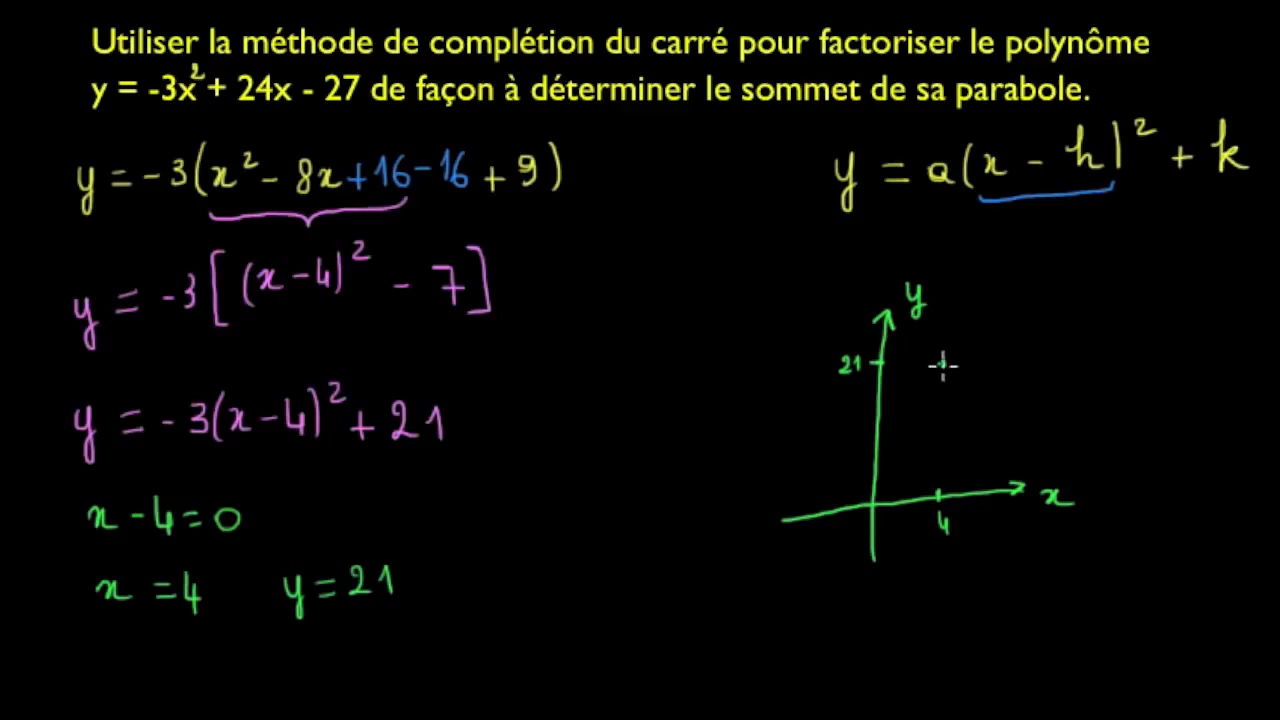 Utiliser la méthode de complétion du carré pour factoriser le polynôme
y = -3x² + 24x - 27 de façon à déterminer le sommet de sa parabole.
y = -3(x² - 8x +16 -16 + 9)
y = a(x - h)² + k
y = -3[(x-4)² - 7]
y = -3(x-4)² + 21
x - 4 = 0
x = 4 y = 21
y
21
x
4